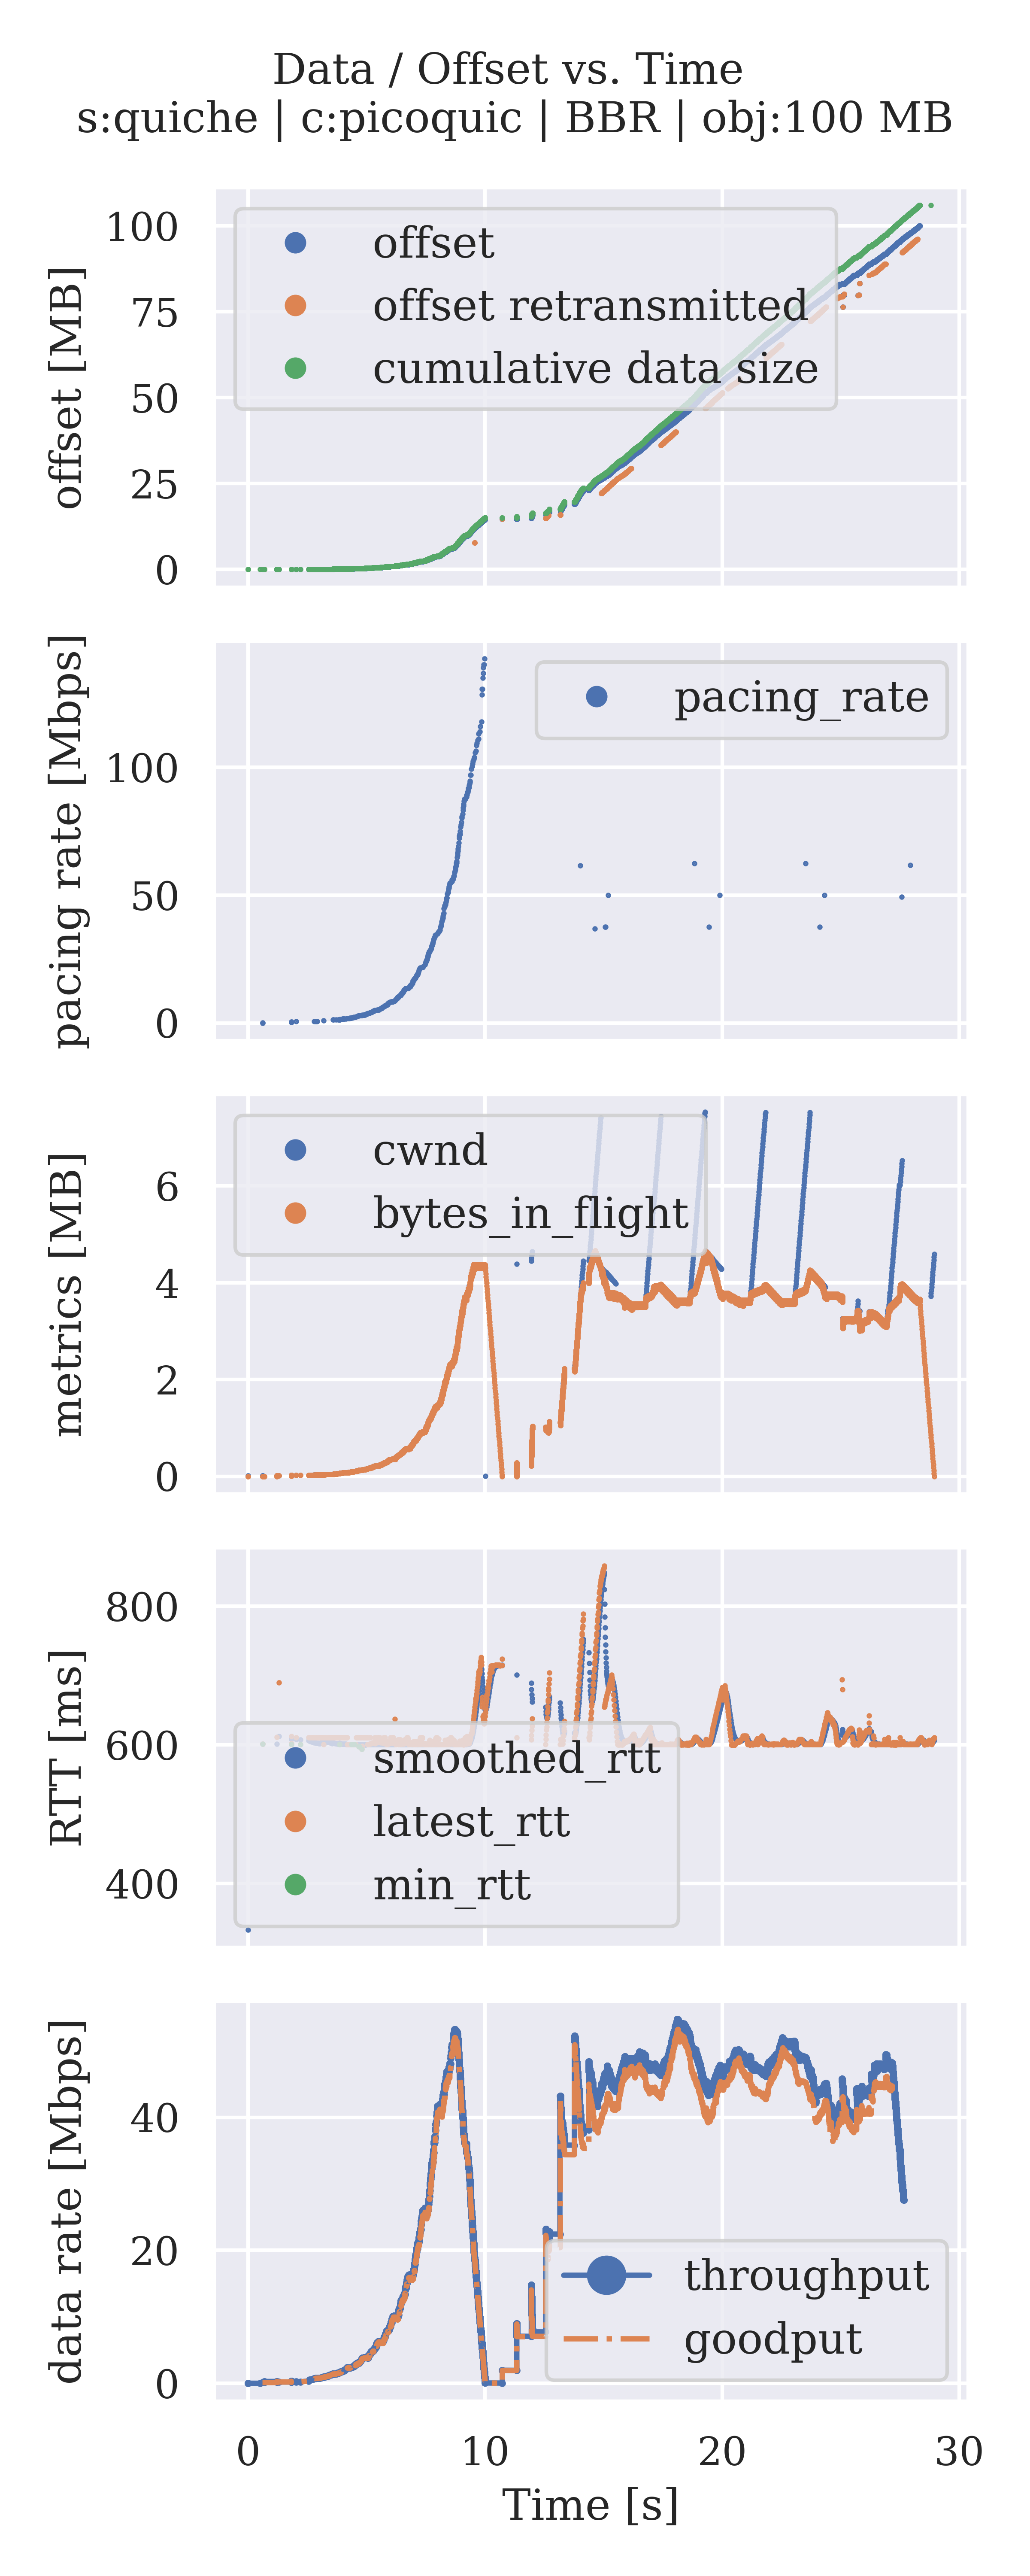 Data / Offset vs. Time
s:quiche | c:picoquic | BBR | obj:100 MB
offset [MB]
100
75
50
25
0
offset
offset retransmitted
cumulative data size
pacing rate [Mbps]
100
50
0
pacing_rate
metrics [MB]
6
4
2
0
cwnd
bytes_in_flight
RTT [ms]
800
600
400
smoothed_rtt
latest_rtt
min_rtt
data rate [Mbps]
40
20
0
throughput
goodput
0 10 20 30
Time [s]